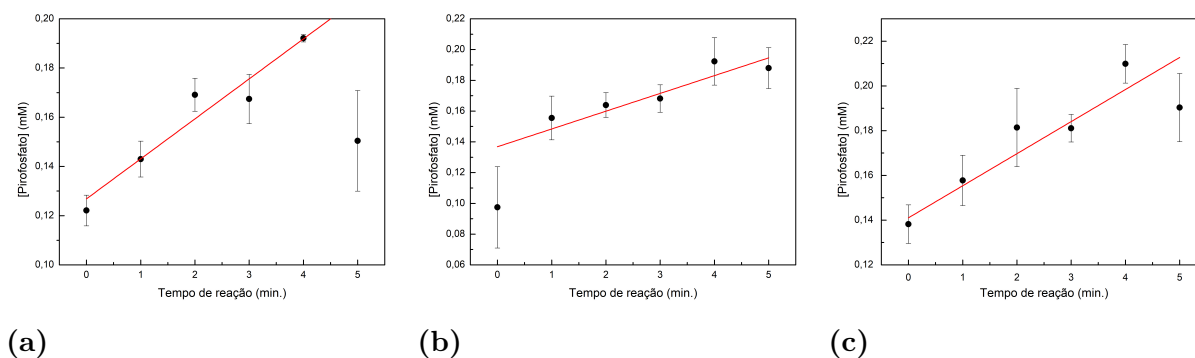 0,20
0,18
0,16
0,14
0,12
0,10
[Pirofosfato] (mM)
0 1 2 3 4 5
Tempo de reação (min.)
(a)
0,22
0,20
0,18
0,16
0,14
0,12
0,10
0,08
0,06
[Pirofosfato] (mM)
0 1 2 3 4 5
Tempo de reação (min.)
(b)
0,22
0,20
0,18
0,16
0,14
0,12
[Pirofosfato] (mM)
0 1 2 3 4 5
Tempo de reação (min.)
(c)